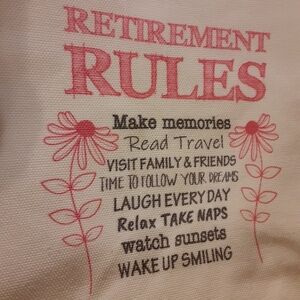 RETIREMENT
RULES
Make memories
Read Travel
VISIT FAMILY & FRIENDS
TIME TO FOLLOW YOUR DREAMS
LAUGH EVERY DAY
Relax TAKE NAPS
watch sunsets
WAKE UP SMILING